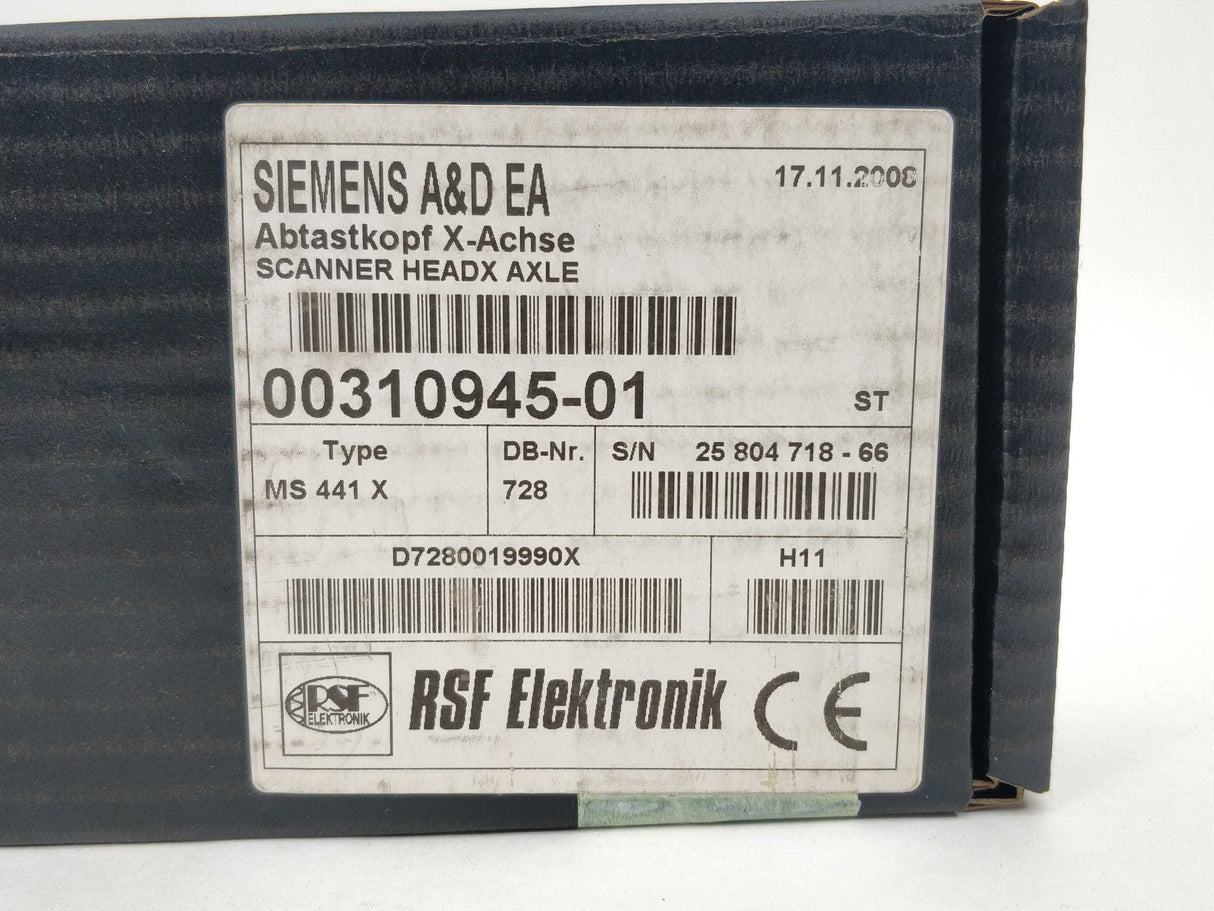 SIEMENS A&D EA 17.11.2008
Abtastkopf X-Achse
SCANNER HEADX AXLE
00310945-01 ST
Type DB-Nr. S/N 25 804 718 - 66
MS 441 X 728
D7280019990X H11
RSF ELEKTRONIK RSF Elektronik CE